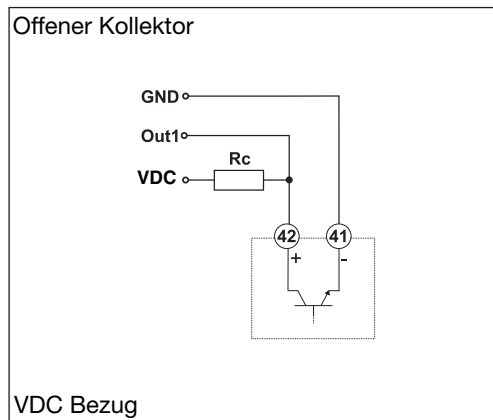 Offener Kollektor
GND
Out1
Rc
VDC
42 41
+ -
VDC Bezug